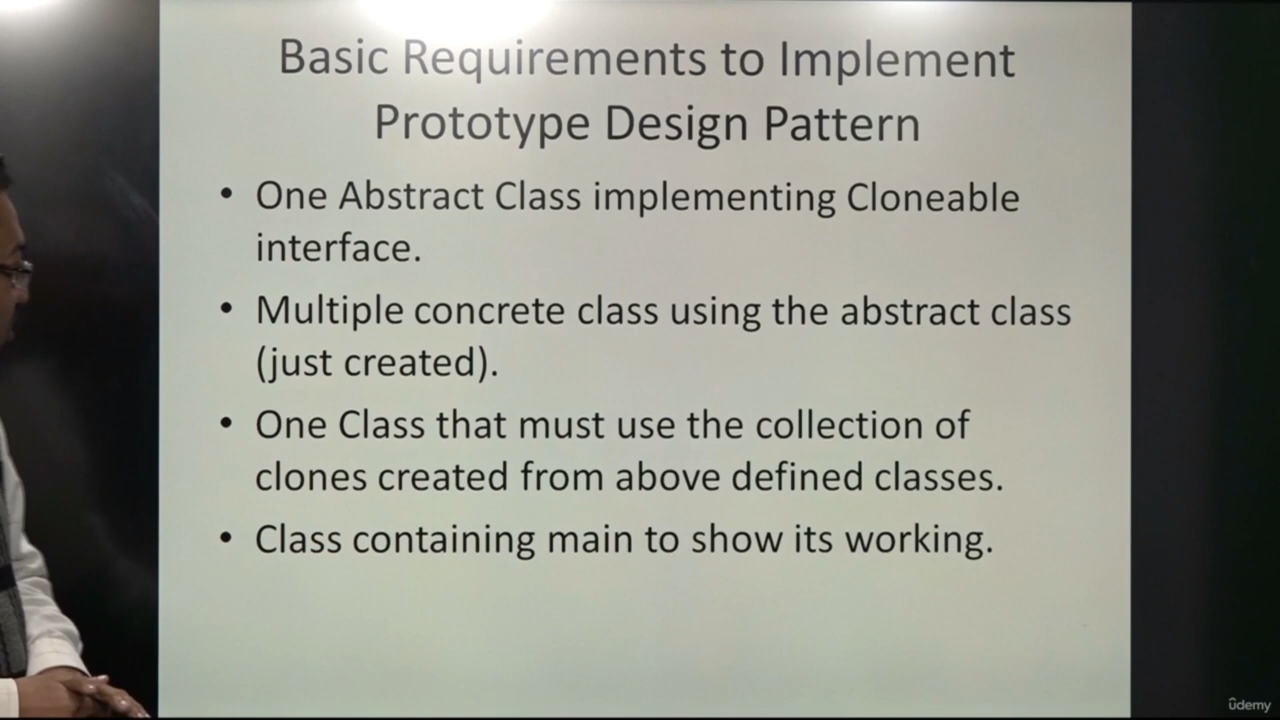 Basic Requirements to Implement
Prototype Design Pattern
• One Abstract Class implementing Cloneable
interface.
• Multiple concrete class using the abstract class
(just created).
• One Class that must use the collection of
clones created from above defined classes.
• Class containing main to show its working.
ûdemy